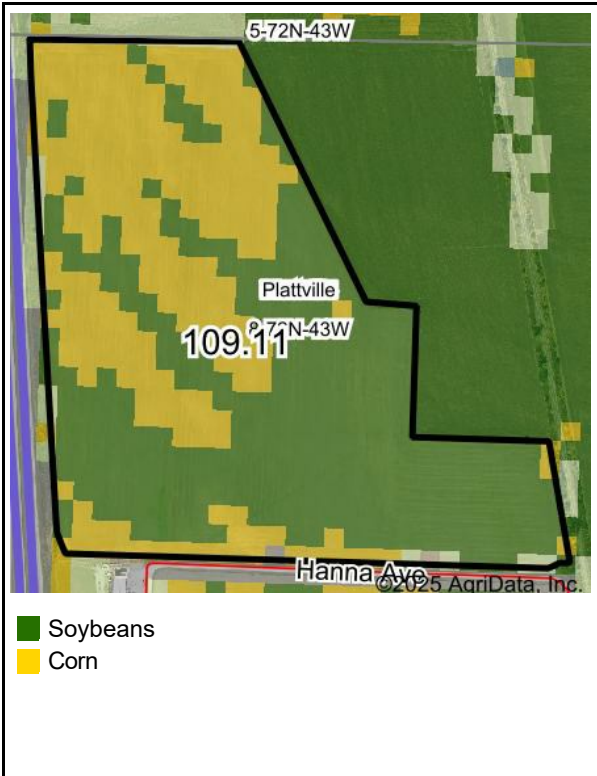 5-72N-43W
Plattville
8-72N-43W
109.11
Hanna Ave
©2025 AgriData, Inc.
Soybeans
Corn